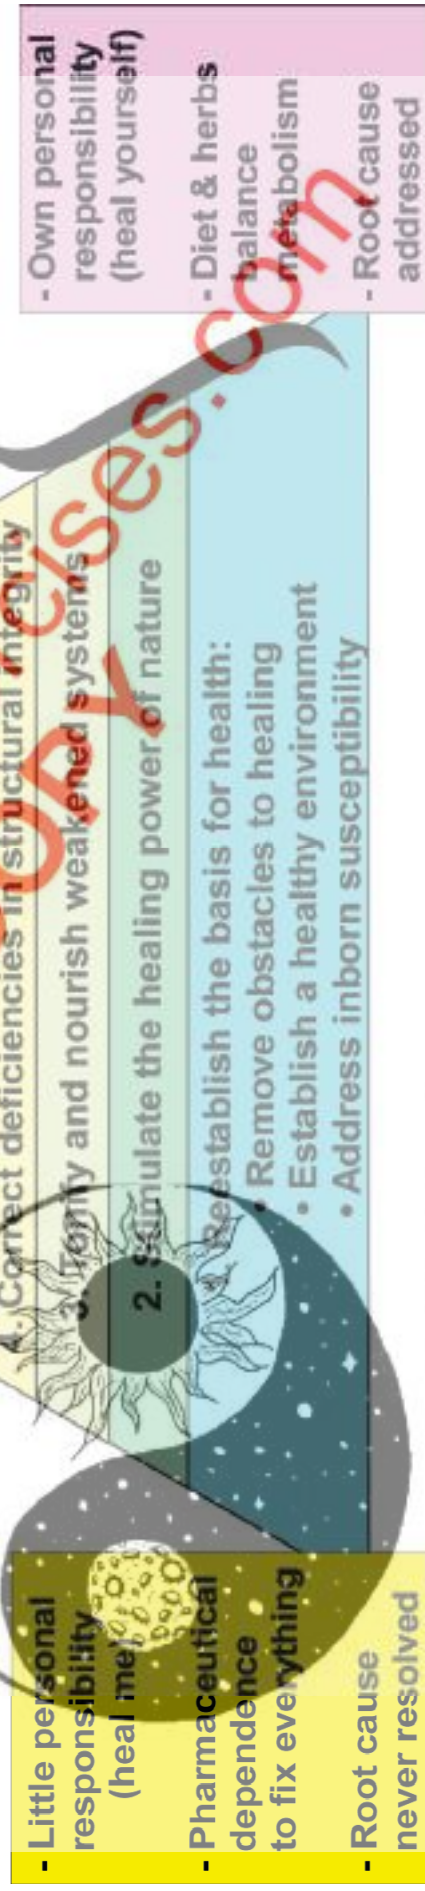 - Own personal
responsibility
(heal yourself)
- Diet & herbs
balance
metabolism
- Root cause
addressed
4. Correct deficiencies in structural integrity
3. Tonify and nourish weakened systems
2. Stimulate the healing power of nature
Reestablish the basis for health:
• Remove obstacles to healing
• Establish a healthy environment
• Address inborn susceptibility
- Little personal
responsibility
(heal me)
- Pharmaceutical
dependence
to fix everything
- Root cause
never resolved
.com